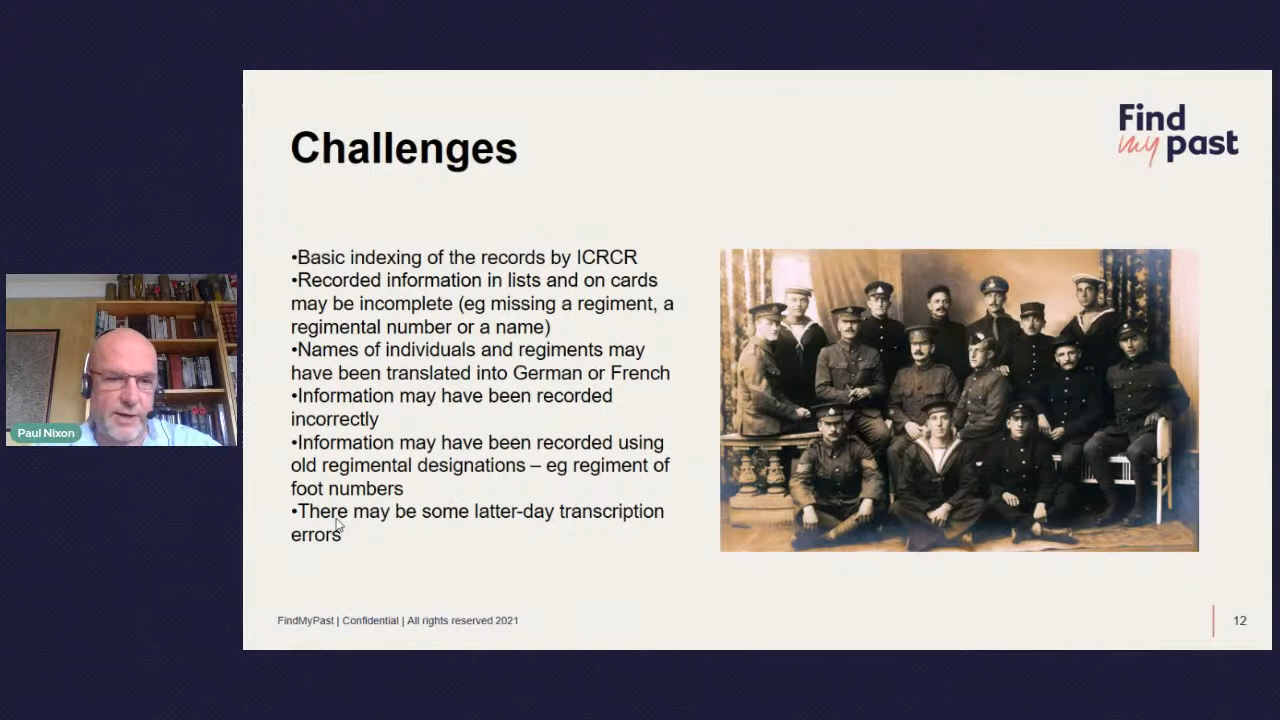 Challenges
Find
my past
•Basic indexing of the records by ICRCR
•Recorded information in lists and on cards
may be incomplete (eg missing a regiment, a
regimental number or a name)
•Names of individuals and regiments may
have been translated into German or French
•Information may have been recorded
incorrectly
•Information may have been recorded using
old regimental designations – eg regiment of
foot numbers
•There may be some latter-day transcription
errors
Paul Nixon
FindMyPast | Confidential | All rights reserved 2021
12